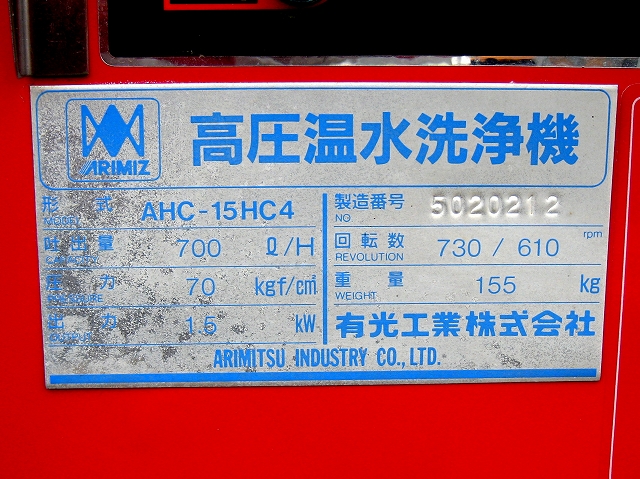 ARIMIZ
高圧温水洗浄機
形式 MODEL AHC-15HC4
製造番号 NO 5020212
吐出量 CAPACITY 700 ℓ/H
回転数 REVOLUTION 730 / 610 rpm
圧力 PRESSURE 70 kgf/cm²
重量 WEIGHT 155 kg
出力 OUTPUT 1.5 kW
有光工業株式会社
ARIMITSU INDUSTRY CO., LTD.